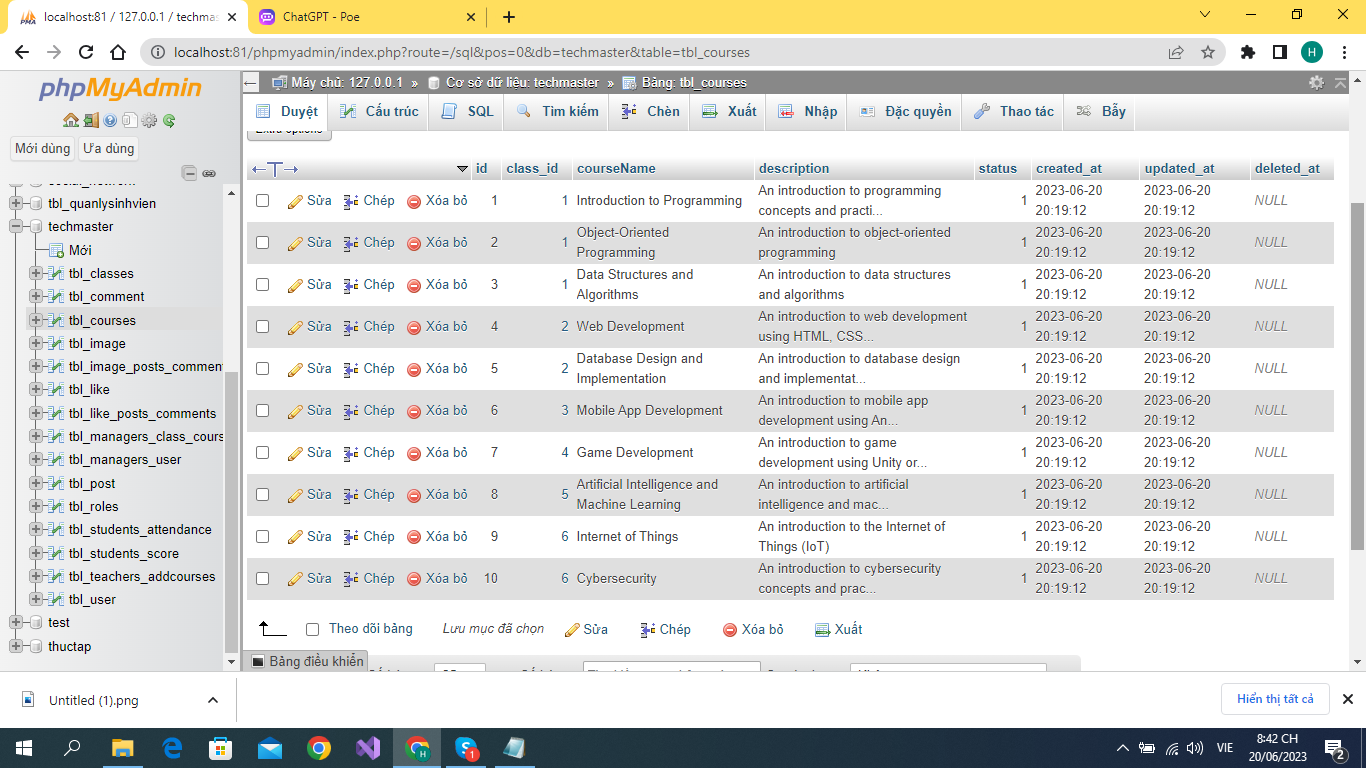 localhost:81 / 127.0.0.1 / techmas
ChatGPT - Poe
localhost:81/phpmyadmin/index.php?route=/sql&pos=0&db=techmaster&table=tbl_courses
H
phpMyAdmin
Mới dùng Ưa dùng
tbl_quanlysinhvien
techmaster
Mới
tbl_classes
tbl_comment
tbl_courses
tbl_image
tbl_image_posts_commen
tbl_like
tbl_like_posts_comments
tbl_managers_class_cours
tbl_managers_user
tbl_post
tbl_roles
tbl_students_attendance
tbl_students_score
tbl_teachers_addcourses
tbl_user
test
thuctap
Máy chủ: 127.0.0.1 » Cơ sở dữ liệu: techmaster » Bảng: tbl_courses
Duyệt Cấu trúc SQL Tìm kiếm Chèn Xuất Nhập Đặc quyền Thao tác Bẫy
Extra options
id class_id courseName description status created_at updated_at deleted_at
Sửa Chép Xóa bỏ 1 1 Introduction to Programming An introduction to programming concepts and practi... 1 2023-06-20 20:19:12 2023-06-20 20:19:12 NULL
Sửa Chép Xóa bỏ 2 1 Object-Oriented Programming An introduction to object-oriented programming 1 2023-06-20 20:19:12 2023-06-20 20:19:12 NULL
Sửa Chép Xóa bỏ 3 1 Data Structures and Algorithms An introduction to data structures and algorithms 1 2023-06-20 20:19:12 2023-06-20 20:19:12 NULL
Sửa Chép Xóa bỏ 4 2 Web Development An introduction to web development using HTML, CSS... 1 2023-06-20 20:19:12 2023-06-20 20:19:12 NULL
Sửa Chép Xóa bỏ 5 2 Database Design and Implementation An introduction to database design and implementat... 1 2023-06-20 20:19:12 2023-06-20 20:19:12 NULL
Sửa Chép Xóa bỏ 6 3 Mobile App Development An introduction to mobile app development using An... 1 2023-06-20 20:19:12 2023-06-20 20:19:12 NULL
Sửa Chép Xóa bỏ 7 4 Game Development An introduction to game development using Unity or... 1 2023-06-20 20:19:12 2023-06-20 20:19:12 NULL
Sửa Chép Xóa bỏ 8 5 Artificial Intelligence and Machine Learning An introduction to artificial intelligence and mac... 1 2023-06-20 20:19:12 2023-06-20 20:19:12 NULL
Sửa Chép Xóa bỏ 9 6 Internet of Things An introduction to the Internet of Things (IoT) 1 2023-06-20 20:19:12 2023-06-20 20:19:12 NULL
Sửa Chép Xóa bỏ 10 6 Cybersecurity An introduction to cybersecurity concepts and prac... 1 2023-06-20 20:19:12 2023-06-20 20:19:12 NULL
Theo dõi bảng Lưu mục đã chọn Sửa Chép Xóa bỏ Xuất
Bảng điều khiển
Untitled (1).png
Hiển thị tất cả
VIE
8:42 CH
20/06/2023
2